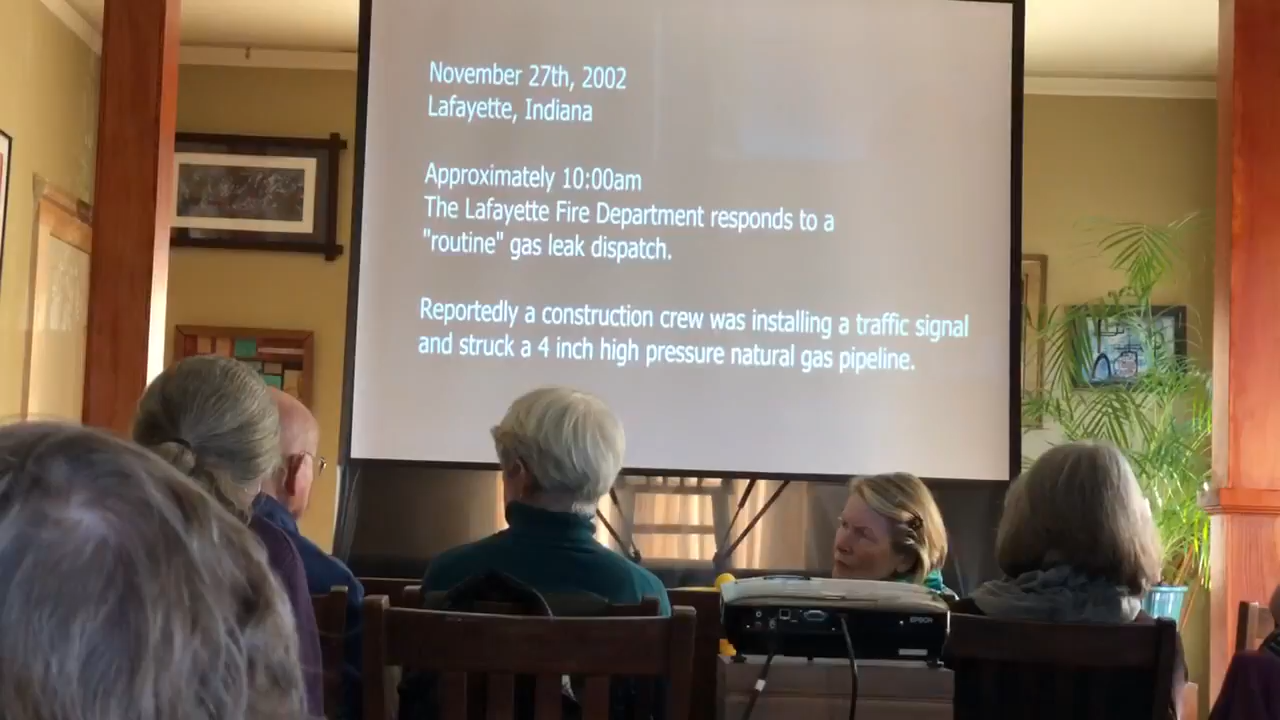 November 27th, 2002
Lafayette, Indiana
Approximately 10:00am
The Lafayette Fire Department responds to a
"routine" gas leak dispatch.
Reportedly a construction crew was installing a traffic signal
and struck a 4 inch high pressure natural gas pipeline.
EPSON